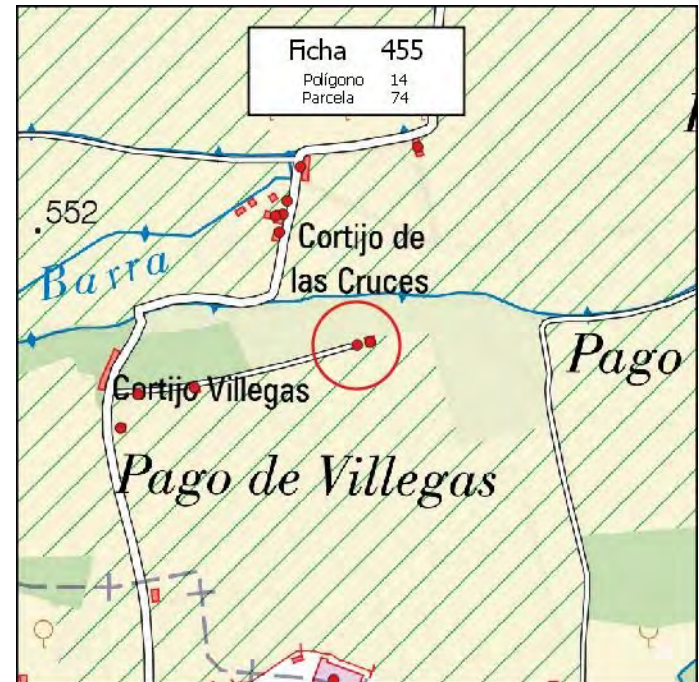 Ficha 455
Polígono 14
Parcela 74
.552
Barra
Cortijo de
las Cruces
Pago
Cortijo Villegas
Pago de Villegas